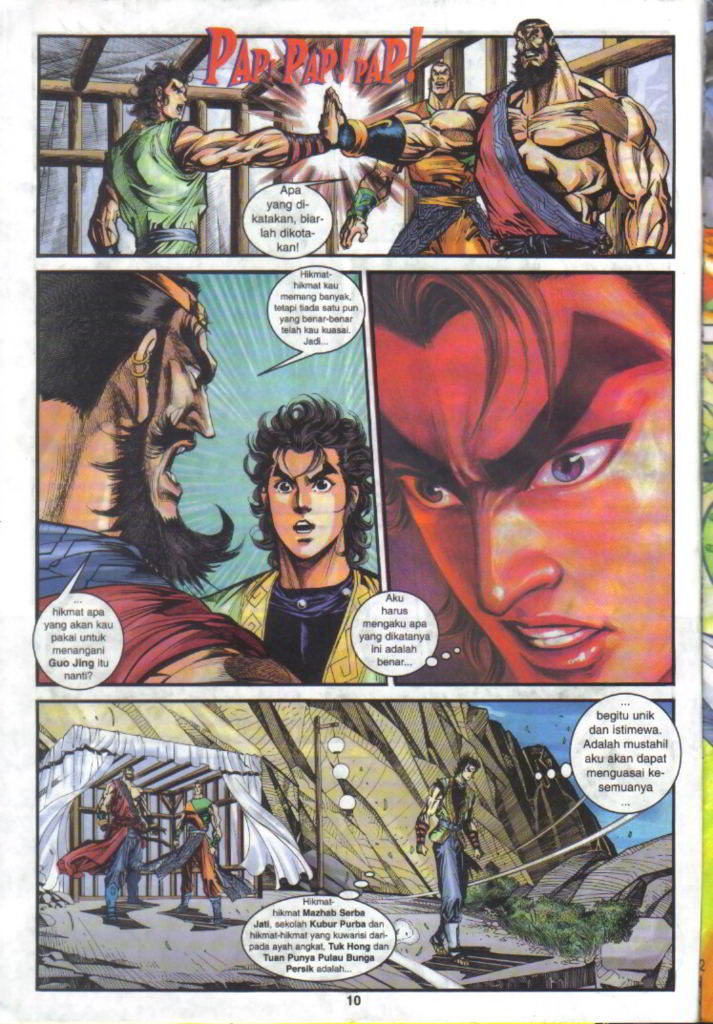 PAP! PAP! PAP!
Apa
yang di-
katakan, biar-
lah dikota-
kan!
Hikmat-
hikmat kau
memang banyak,
tetapi tiada satu pun
yang benar-benar
telah kau kuasai.
Jadi...
...
hikmat apa
yang akan kau
pakai untuk
menangani
Guo Jing itu
nanti?
Aku
harus
mengaku apa
yang dikatanya
ini adalah
benar...
Hikmat-
hikmat Mazhab Serba
Jati, sekolah Kubur Purba dan
hikmat-hikmat yang kuwarisi dari-
pada ayah angkat, Tuk Hong dan
Tuan Punya Pulau Bunga
Persik adalah...
...
begitu unik
dan istimewa.
Adalah mustahil
aku akan dapat
menguasai ke-
semuanya
...
10
2